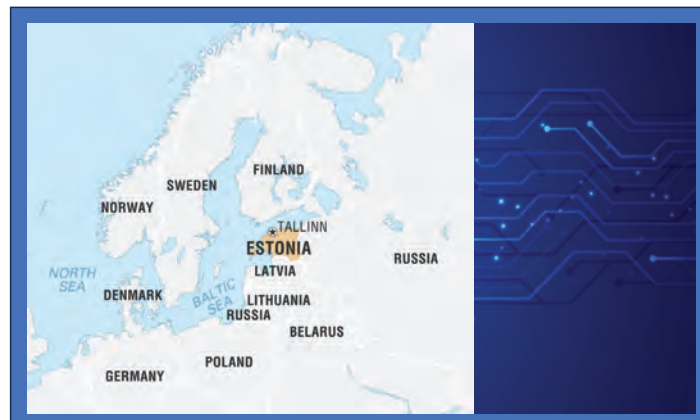 FINLAND
SWEDEN
NORWAY
TALLINN
ESTONIA
RUSSIA
NORTH
SEA
LATVIA
DENMARK
BALTIC
SEA
LITHUANIA
RUSSIA
BELARUS
POLAND
GERMANY